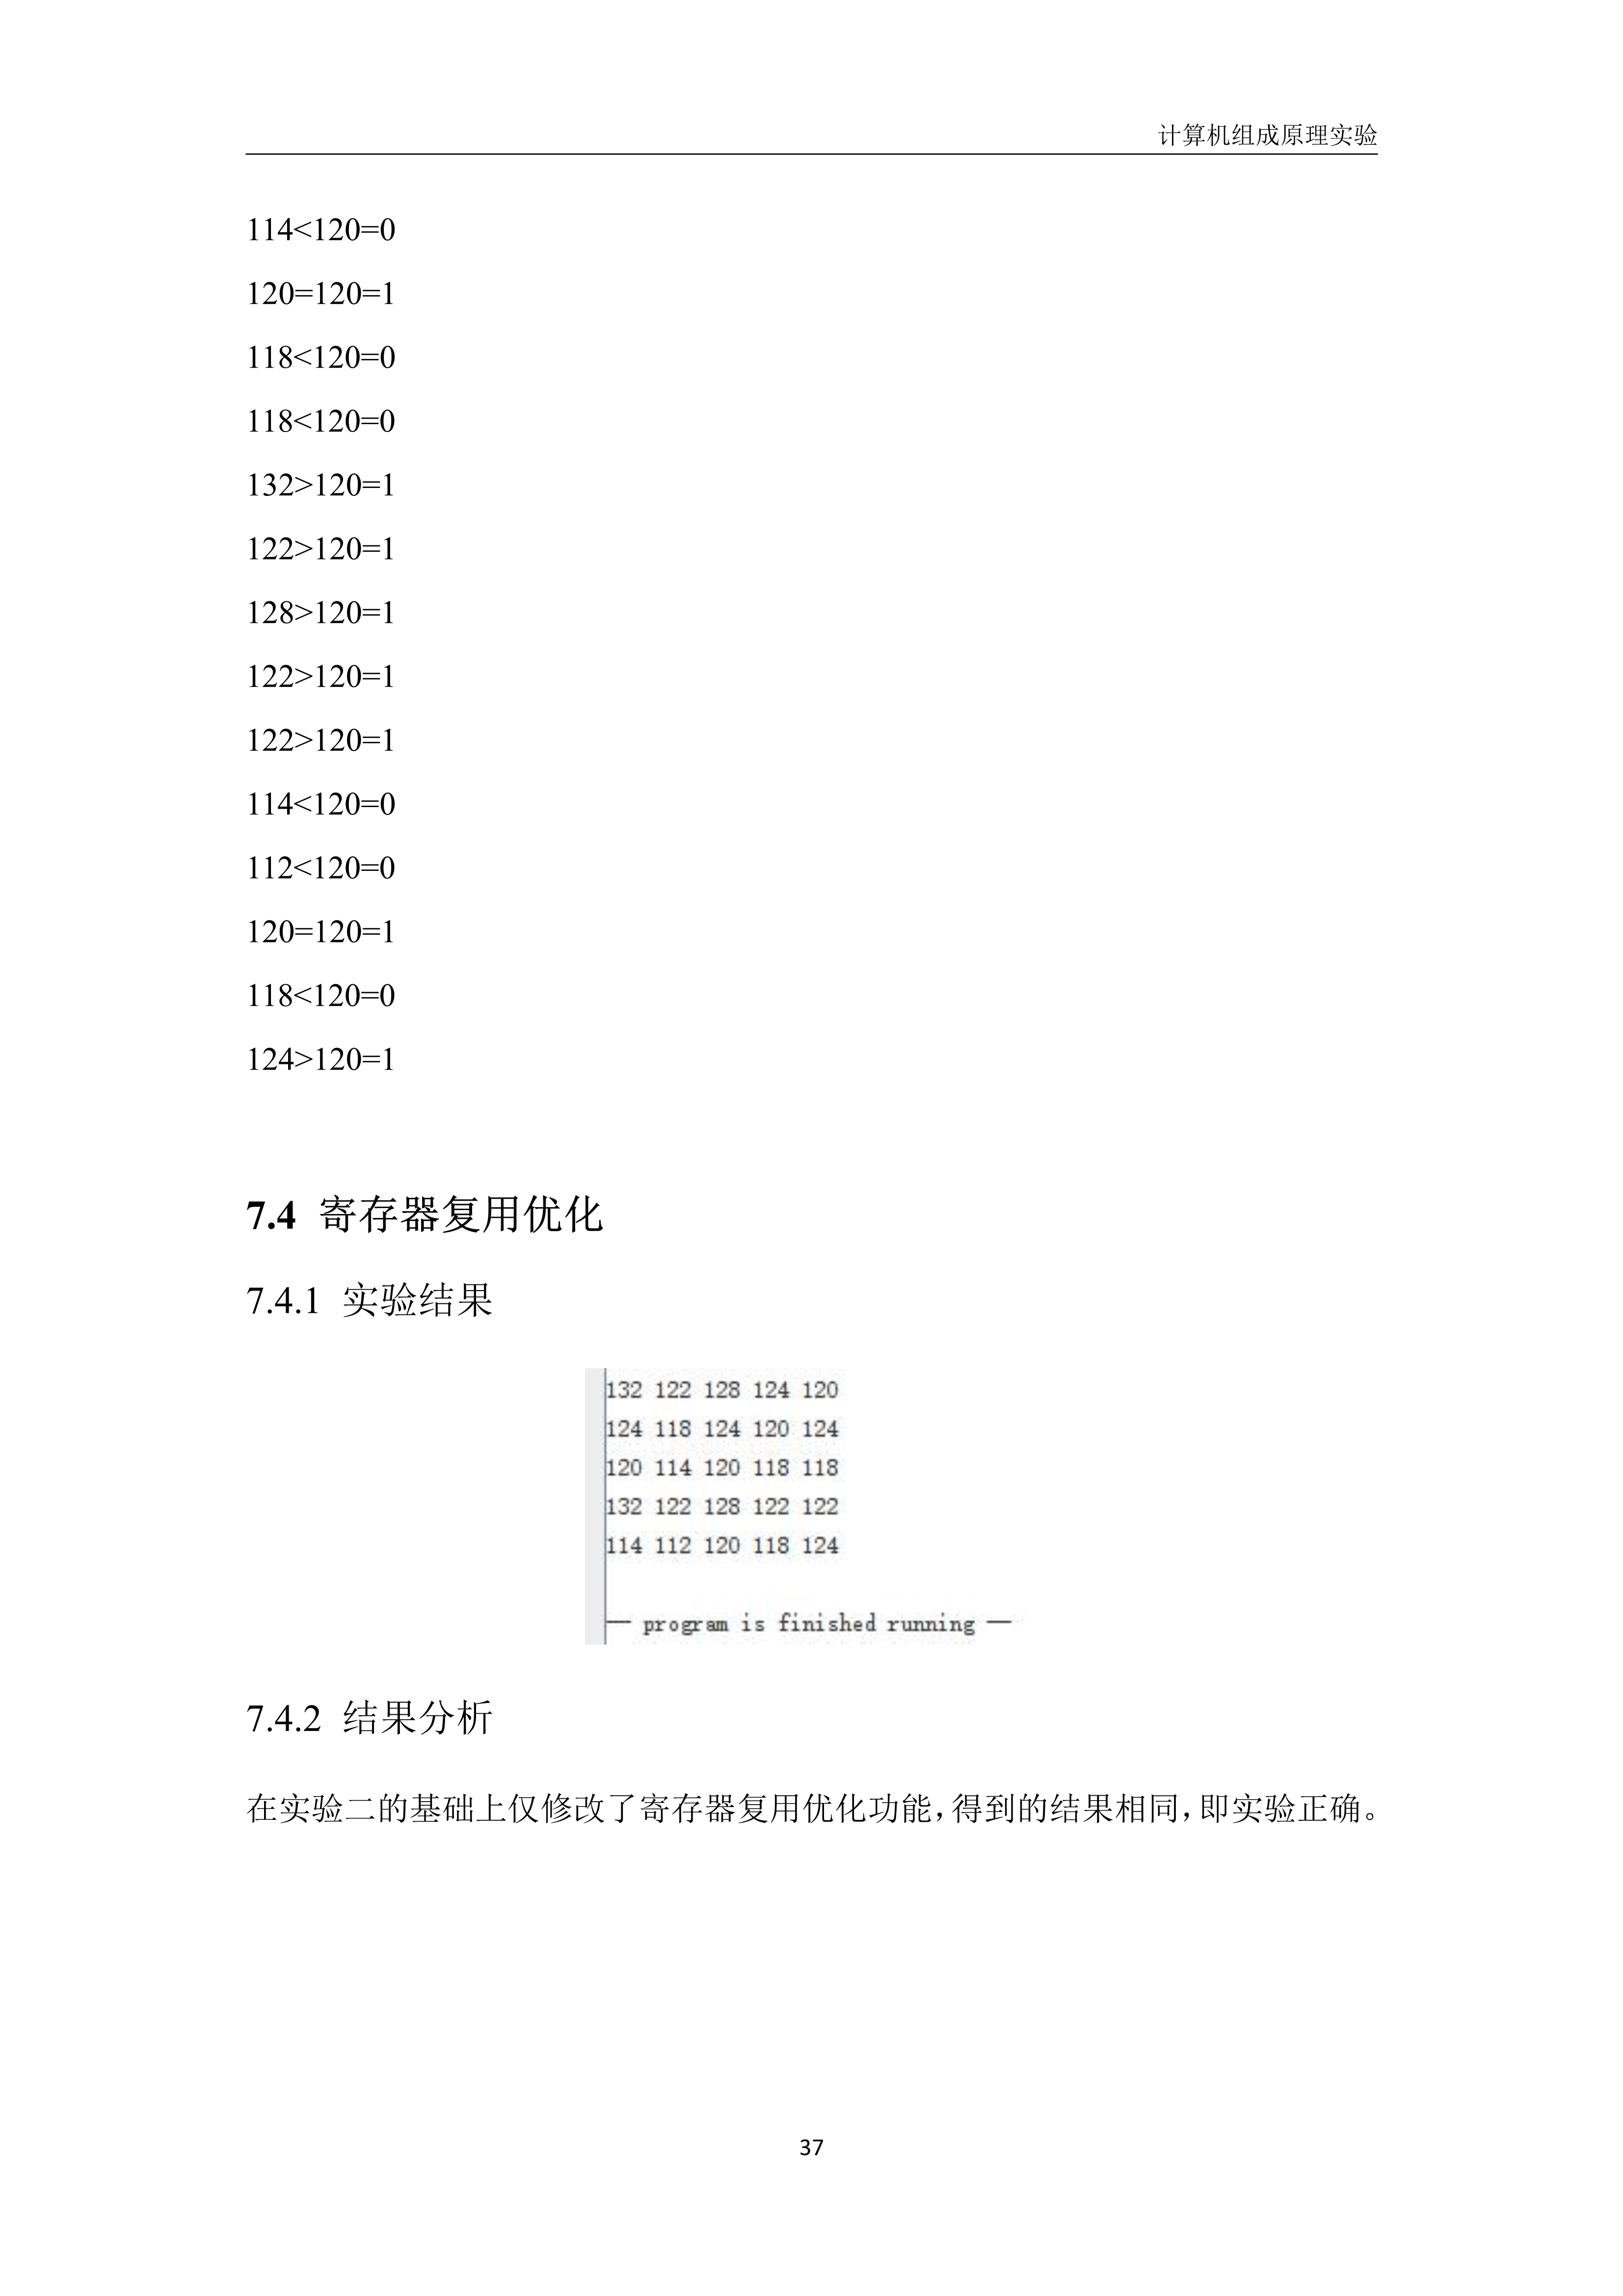 计算机组成原理实验
114<120=0
120=120=1
118<120=0
118<120=0
132>120=1
122>120=1
128>120=1
122>120=1
122>120=1
114<120=0
112<120=0
120=120=1
118<120=0
124>120=1
7.4 寄存器复用优化
7.4.1 实验结果
132 122 128 124 120
124 118 124 120 124
120 114 120 118 118
132 122 128 122 122
114 112 120 118 124
— program is finished running —
7.4.2 结果分析
在实验二的基础上仅修改了寄存器复用优化功能，得到的结果相同，即实验正确。
37